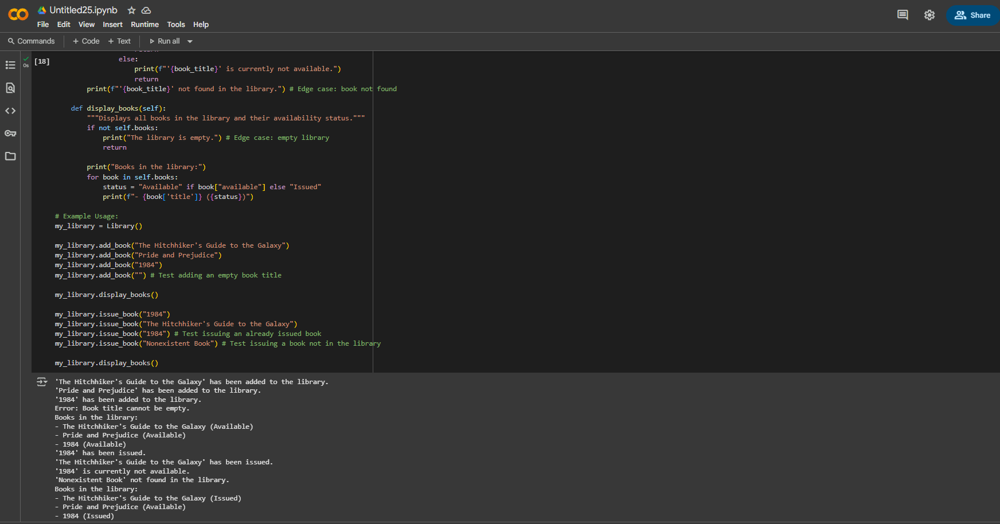 Untitled25.ipynb
File Edit View Insert Runtime Tools Help
Share
Commands + Code + Text Run all
0s
[18]
else:
print(f"'{book_title}' is currently not available.")
return
print(f"'{book_title}' not found in the library.") # Edge case: book not found
def display_books(self):
"""Displays all books in the library and their availability status."""
if not self.books:
print("The library is empty.") # Edge case: empty library
return
print("Books in the library:")
for book in self.books:
status = "Available" if book["available"] else "Issued"
print(f"- {book['title']} ({status})")
# Example Usage:
my_library = Library()
my_library.add_book("The Hitchhiker's Guide to the Galaxy")
my_library.add_book("Pride and Prejudice")
my_library.add_book("1984")
my_library.add_book("") # Test adding an empty book title
my_library.display_books()
my_library.issue_book("1984")
my_library.issue_book("The Hitchhiker's Guide to the Galaxy")
my_library.issue_book("1984") # Test issuing an already issued book
my_library.issue_book("Nonexistent Book") # Test issuing a book not in the library
my_library.display_books()
'The Hitchhiker's Guide to the Galaxy' has been added to the library.
'Pride and Prejudice' has been added to the library.
'1984' has been added to the library.
Error: Book title cannot be empty.
Books in the library:
- The Hitchhiker's Guide to the Galaxy (Available)
- Pride and Prejudice (Available)
- 1984 (Available)
'1984' has been issued.
'The Hitchhiker's Guide to the Galaxy' has been issued.
'1984' is currently not available.
'Nonexistent Book' not found in the library.
Books in the library:
- The Hitchhiker's Guide to the Galaxy (Issued)
- Pride and Prejudice (Available)
- 1984 (Issued)